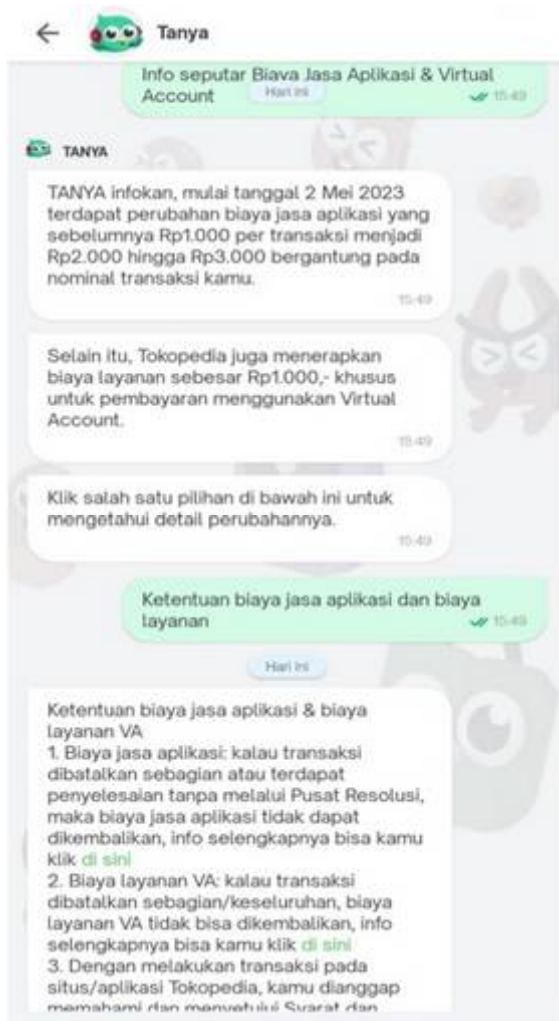 Tanya
Info seputar Biaya Jasa Aplikasi & Virtual
Account
Hari ini
15:49
TANYA
TANYA infokan, mulai tanggal 2 Mei 2023
terdapat perubahan biaya jasa aplikasi yang
sebelumnya Rp1.000 per transaksi menjadi
Rp2.000 hingga Rp3.000 bergantung pada
nominal transaksi kamu.
15:49
Selain itu, Tokopedia juga menerapkan
biaya layanan sebesar Rp1.000,- khusus
untuk pembayaran menggunakan Virtual
Account.
15:49
Klik salah satu pilihan di bawah ini untuk
mengetahui detail perubahannya.
15:49
Ketentuan biaya jasa aplikasi dan biaya
layanan
15:49
Hari ini
Ketentuan biaya jasa aplikasi & biaya
layanan VA
1. Biaya jasa aplikasi: kalau transaksi
dibatalkan sebagian atau terdapat
penyelesaian tanpa melalui Pusat Resolusi,
maka biaya jasa aplikasi tidak dapat
dikembalikan, info selengkapnya bisa kamu
klik di sini
2. Biaya layanan VA: kalau transaksi
dibatalkan sebagian/keseluruhan, biaya
layanan VA tidak bisa dikembalikan, info
selengkapnya bisa kamu klik di sini
3. Dengan melakukan transaksi pada
situs/aplikasi Tokopedia, kamu dianggap
memahami dan menyetujui Syarat dan